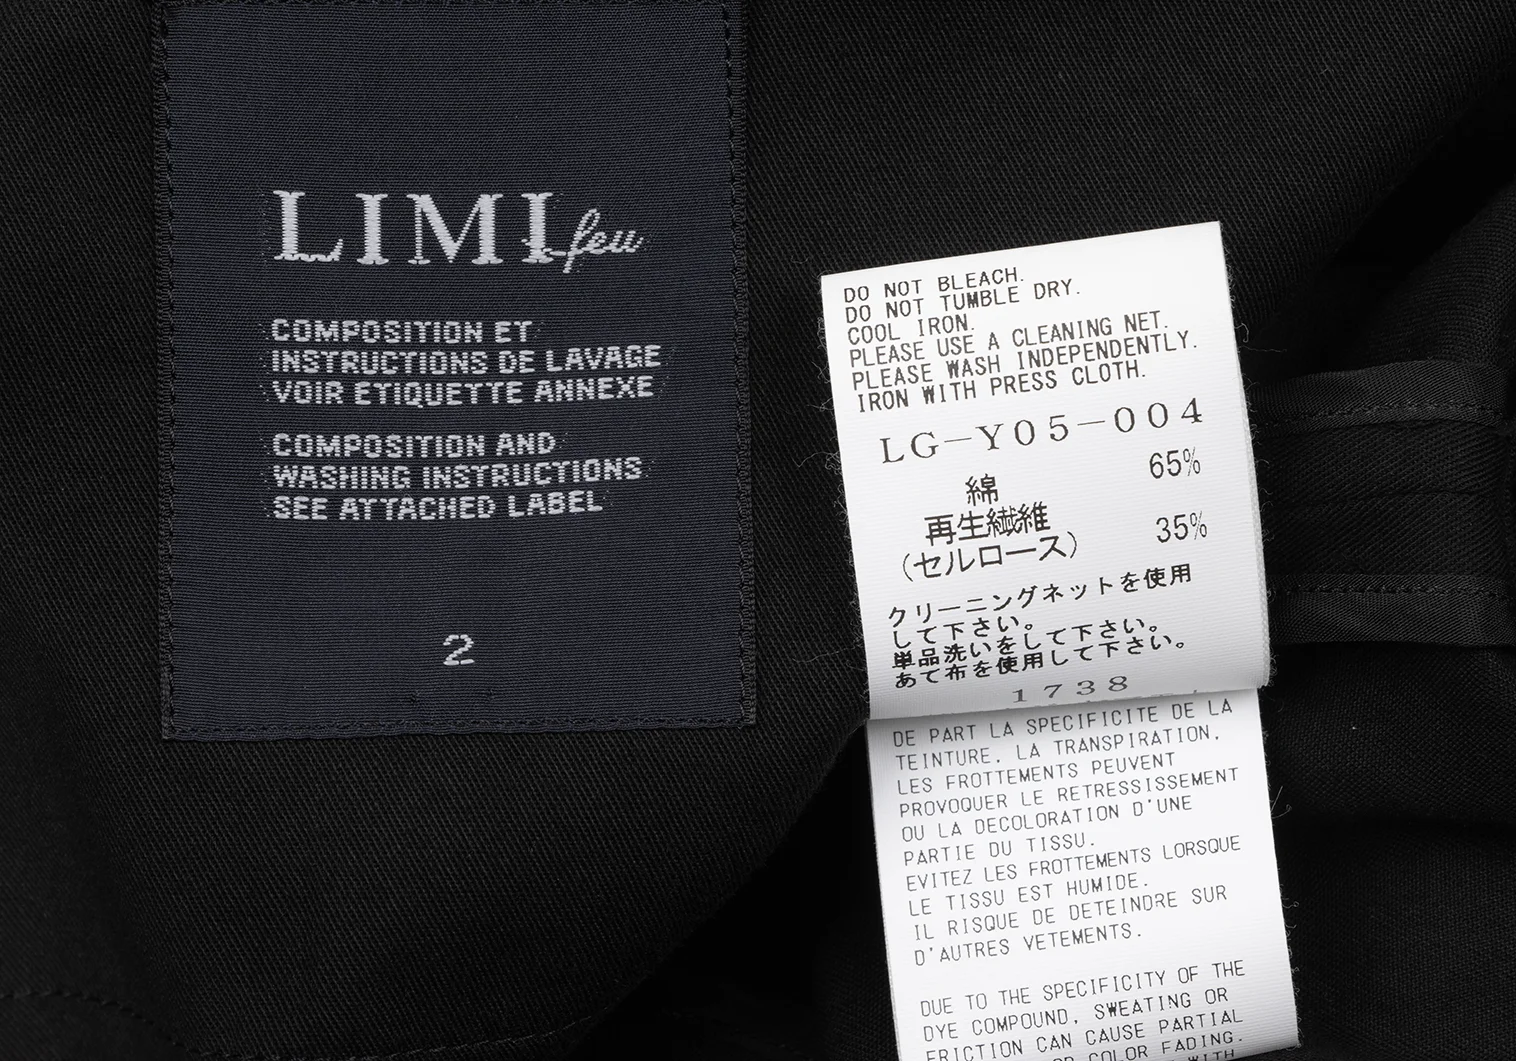 LIMI feu
COMPOSITION ET
INSTRUCTIONS DE LAVAGE
VOIR ETIQUETTE ANNEXE
COMPOSITION AND
WASHING INSTRUCTIONS
SEE ATTACHED LABEL
2
DO NOT BLEACH.
DO NOT TUMBLE DRY.
COOL IRON.
PLEASE USE A CLEANING NET.
PLEASE WASH INDEPENDENTLY.
IRON WITH PRESS CLOTH.
LG-Y05-004
綿 65%
再生繊維
(セルロース) 35%
クリーニングネットを使用
して下さい。
単品洗いをして下さい。
あて布を使用して下さい。
1738
DE PART LA SPECIFICITE DE LA
TEINTURE, LA TRANSPIRATION,
LES FROTTEMENTS PEUVENT
PROVOQUER LE RETRESSISSEMENT
OU LA DECOLORATION D'UNE
PARTIE DU TISSU.
EVITEZ LES FROTTEMENTS LORSQUE
LE TISSU EST HUMIDE.
IL RISQUE DE DETEINDRE SUR
D'AUTRES VETEMENTS.
DUE TO THE SPECIFICITY OF THE
DYE COMPOUND, SWEATING OR
FRICTION CAN CAUSE PARTIAL
OR COLOR FADING.
WITH